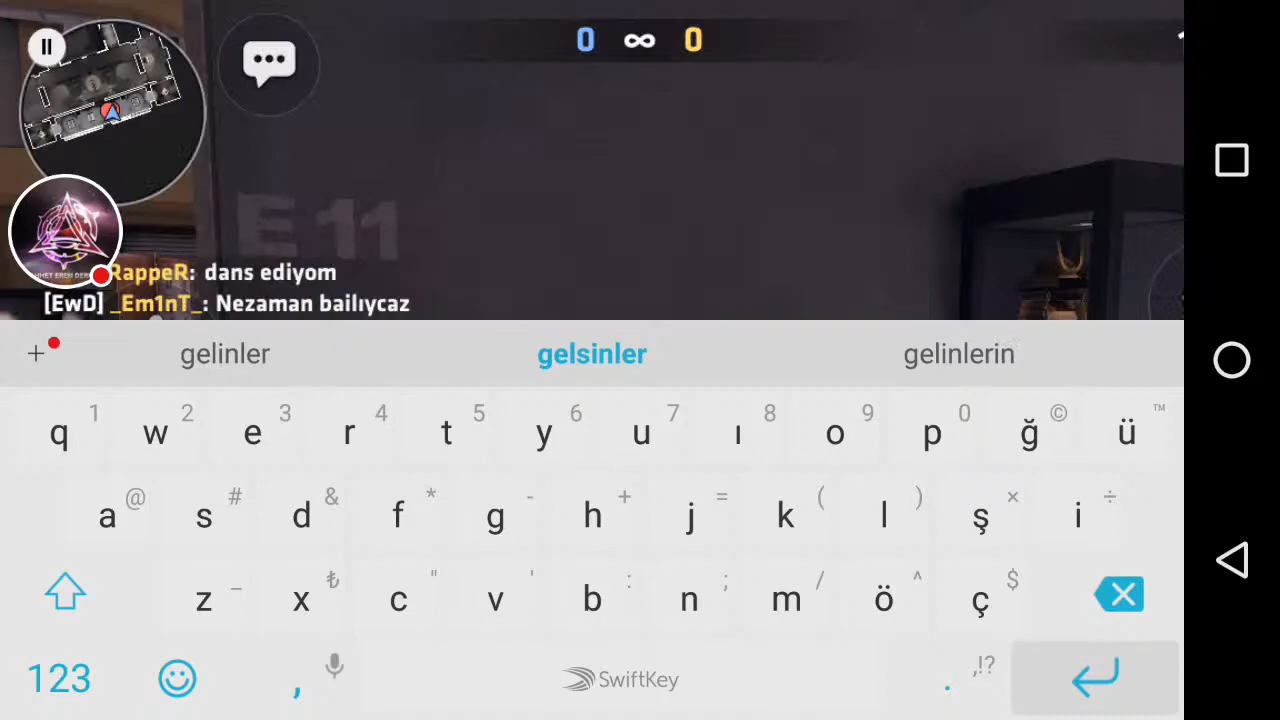 0 ∞ 0
E 11
RappeR: dans ediyom
[EwD] _Em1nT_: Nezaman bailıycaz
+ gelinler gelsinler gelinlerin
1 2 3 4 5 6 7 8 9 0 © ™
q w e r t y u ı o p ğ ü
@ # & * - + = ( ) × ÷
a s d f g h j k l ş i
_ ₺ " ' : ; / ^ $
z x c v b n m ö ç
,!?
123 , SwiftKey .